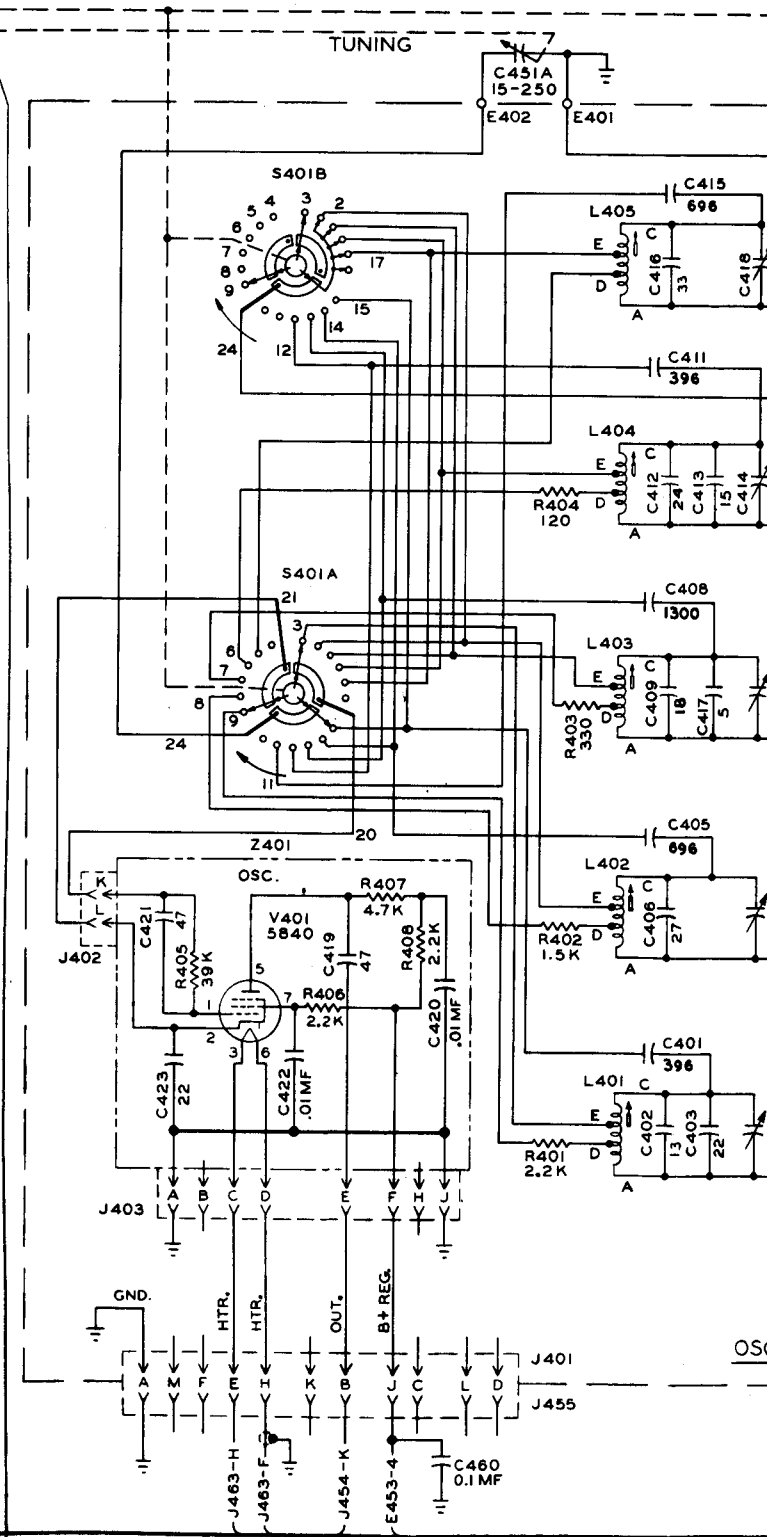 TUNING
7
C451A
15-250
E402
E401
S401B
3
2
4
5
6
7
8
9
17
15
14
12
24
C415
696
L405
E
C
D
A
C416
33
C418
C411
396
L404
E
C
D
A
C412
24
C413
15
C414
R404
120
S401A
21
3
6
7
8
9
24
11
20
C408
1300
L403
E
C
D
A
C409
18
C417
5
R403
330
C405
696
L402
E
C
D
A
C406
27
R402
1.5K
C401
396
L401
C
E
D
A
C402
13
C403
22
R401
2.2K
Z401
OSC.
K
L
J402
C421
47
R405
39K
V401
5840
5
1
2
7
3
6
C419
47
R407
4.7K
R408
2.2K
R406
2.2K
C420
.01MF
C423
22
C422
.01MF
J403
A
B
C
D
E
F
H
J
GND.
HTR.
HTR.
OUT.
B+ REG.
J401
A
M
F
E
H
K
B
J
C
L
D
J455
J463-H
J463-F
J454-K
E453-4
C460
0.1MF
OSC